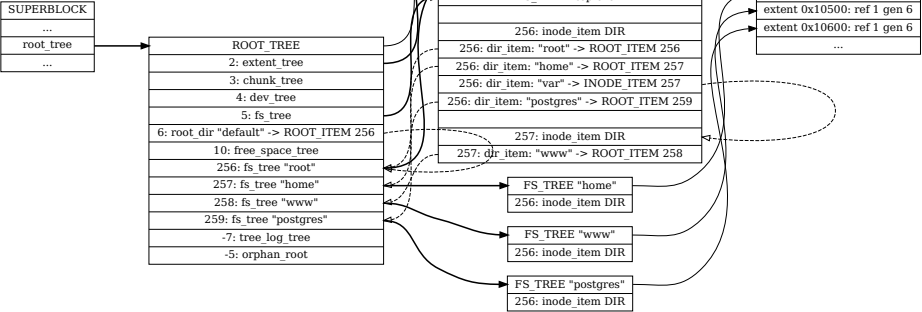 SUPERBLOCK
...
root_tree
...
ROOT_TREE
2: extent_tree
3: chunk_tree
4: dev_tree
5: fs_tree
6: root_dir "default" -> ROOT_ITEM 256
10: free_space_tree
256: fs_tree "root"
257: fs_tree "home"
258: fs_tree "www"
259: fs_tree "postgres"
-7: tree_log_tree
-5: orphan_root
256: inode_item DIR
256: dir_item: "root" -> ROOT_ITEM 256
256: dir_item: "home" -> ROOT_ITEM 257
256: dir_item: "var" -> INODE_ITEM 257
256: dir_item: "postgres" -> ROOT_ITEM 259
257: inode_item DIR
257: dir_item: "www" -> ROOT_ITEM 258
FS_TREE "home"
256: inode_item DIR
FS_TREE "www"
256: inode_item DIR
FS_TREE "postgres"
256: inode_item DIR
extent 0x10500: ref 1 gen 6
extent 0x10600: ref 1 gen 6
...